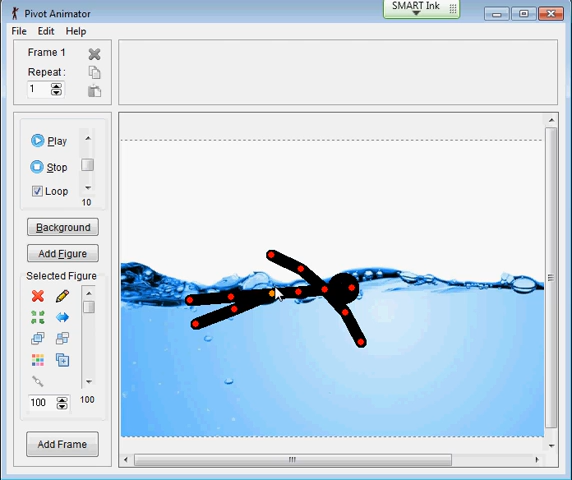 Pivot Animator
SMART Ink
File Edit Help
Frame 1
Repeat :
1
Play
Stop
Loop
10
Background
Add Figure
Selected Figure
100
100
Add Frame